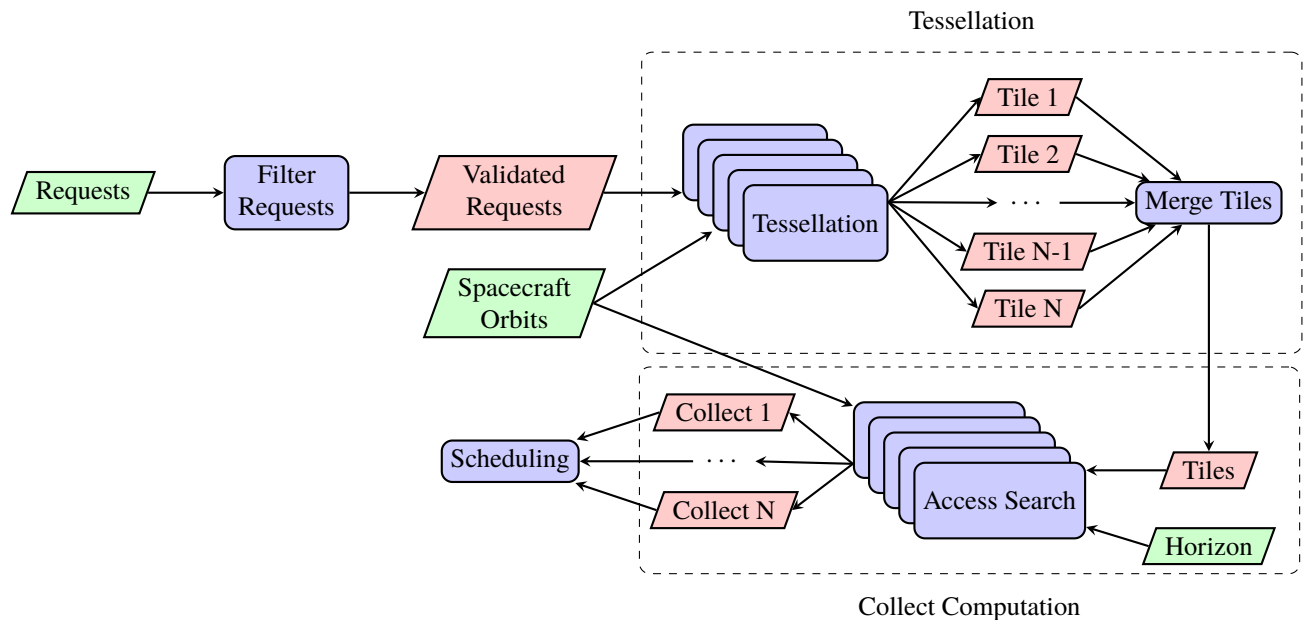 Tessellation
Tile 1
Tile 2
Requests
Filter
Requests
Validated
Requests
Tessellation
· · ·
Merge Tiles
Tile N-1
Tile N
Spacecraft
Orbits
Collect 1
Scheduling
· · ·
Collect N
Access Search
Tiles
Horizon
Collect Computation